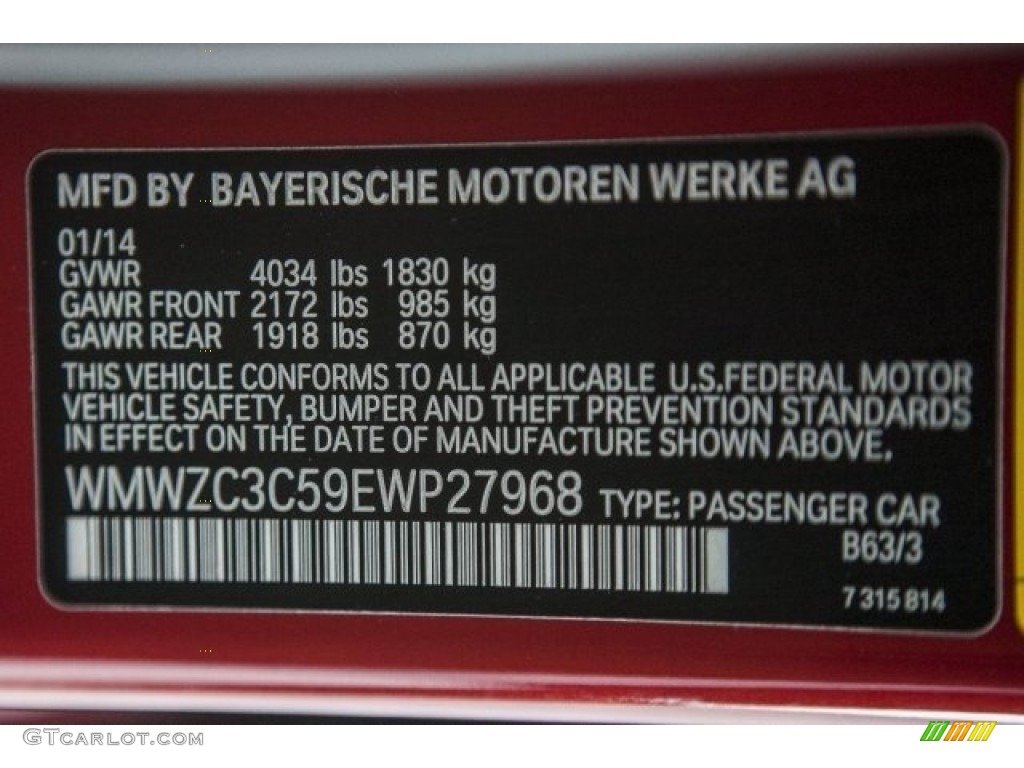 MFD BY BAYERISCHE MOTOREN WERKE AG
01/14
GVWR 4034 lbs 1830 kg
GAWR FRONT 2172 lbs 985 kg
GAWR REAR 1918 lbs 870 kg
THIS VEHICLE CONFORMS TO ALL APPLICABLE U.S.FEDERAL MOTOR
VEHICLE SAFETY, BUMPER AND THEFT PREVENTION STANDARDS
IN EFFECT ON THE DATE OF MANUFACTURE SHOWN ABOVE.
WMWZC3C59EWP27968 TYPE: PASSENGER CAR
B63/3
7 315 814
GTCARLOT.COM